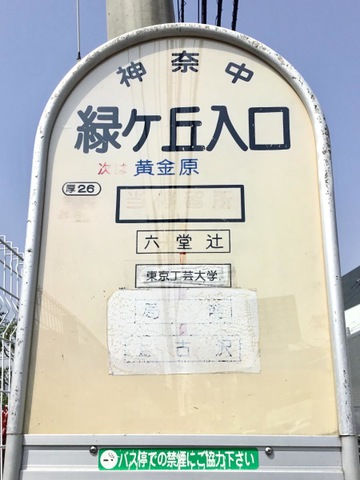 神奈中
緑ケ丘入口
次は 黄金原
厚26
六堂辻
東京工芸大学
バス停での禁煙にご協力下さい